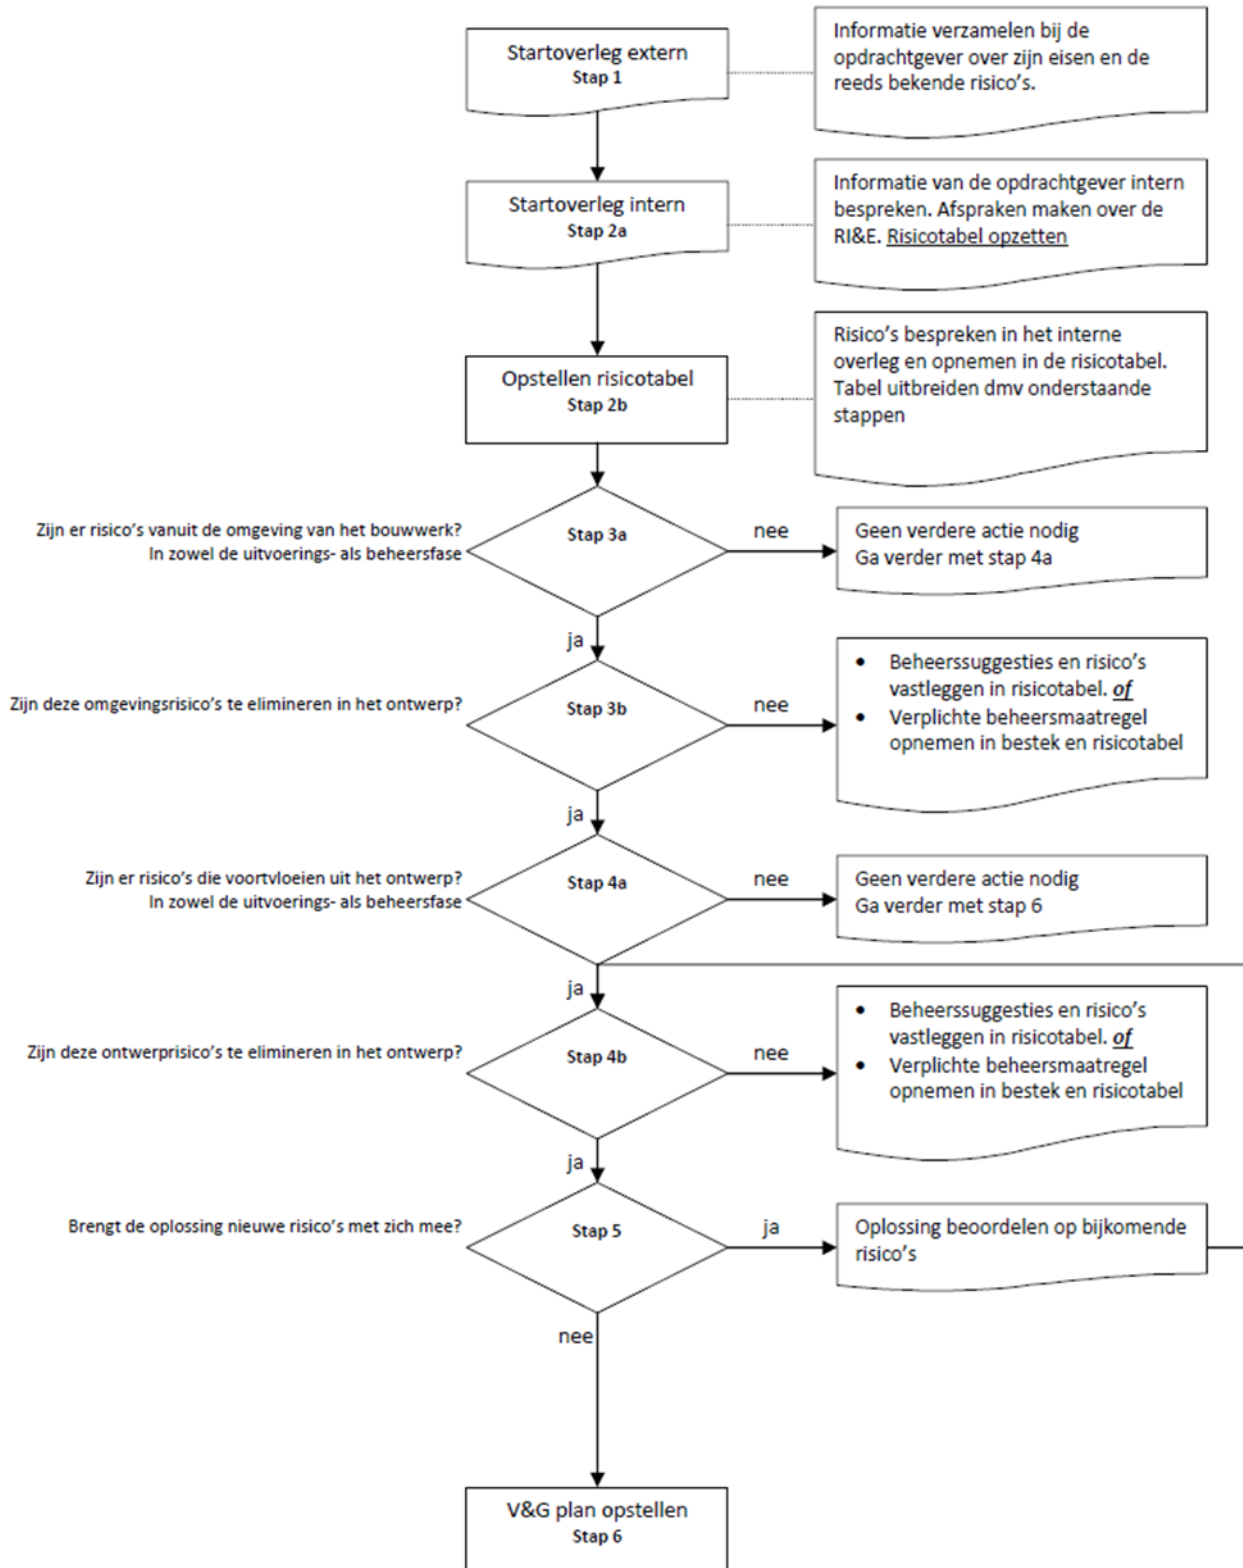 Startoverleg extern
Stap 1
Informatie verzamelen bij de
opdrachtgever over zijn eisen en de
reeds bekende risico's.
Startoverleg intern
Stap 2a
Informatie van de opdrachtgever intern
bespreken. Afspraken maken over de
RI&E. Risicotabel opzetten
Opstellen risicotabel
Stap 2b
Risico's bespreken in het interne
overleg en opnemen in de risicotabel.
Tabel uitbreiden dmv onderstaande
stappen
Zijn er risico's vanuit de omgeving van het bouwwerk?
In zowel de uitvoerings- als beheersfase
Stap 3a
nee
Geen verdere actie nodig
Ga verder met stap 4a
ja
Zijn deze omgevingsrisico's te elimineren in het ontwerp?
Stap 3b
nee
• Beheerssuggesties en risico's
vastleggen in risicotabel. of
• Verplichte beheersmaatregel
opnemen in bestek en risicotabel
ja
Zijn er risico's die voortvloeien uit het ontwerp?
In zowel de uitvoerings- als beheersfase
Stap 4a
nee
Geen verdere actie nodig
Ga verder met stap 6
ja
Zijn deze ontwerprisico's te elimineren in het ontwerp?
Stap 4b
nee
• Beheerssuggesties en risico's
vastleggen in risicotabel. of
• Verplichte beheersmaatregel
opnemen in bestek en risicotabel
ja
Brengt de oplossing nieuwe risico's met zich mee?
Stap 5
ja
Oplossing beoordelen op bijkomende
risico's
nee
V&G plan opstellen
Stap 6